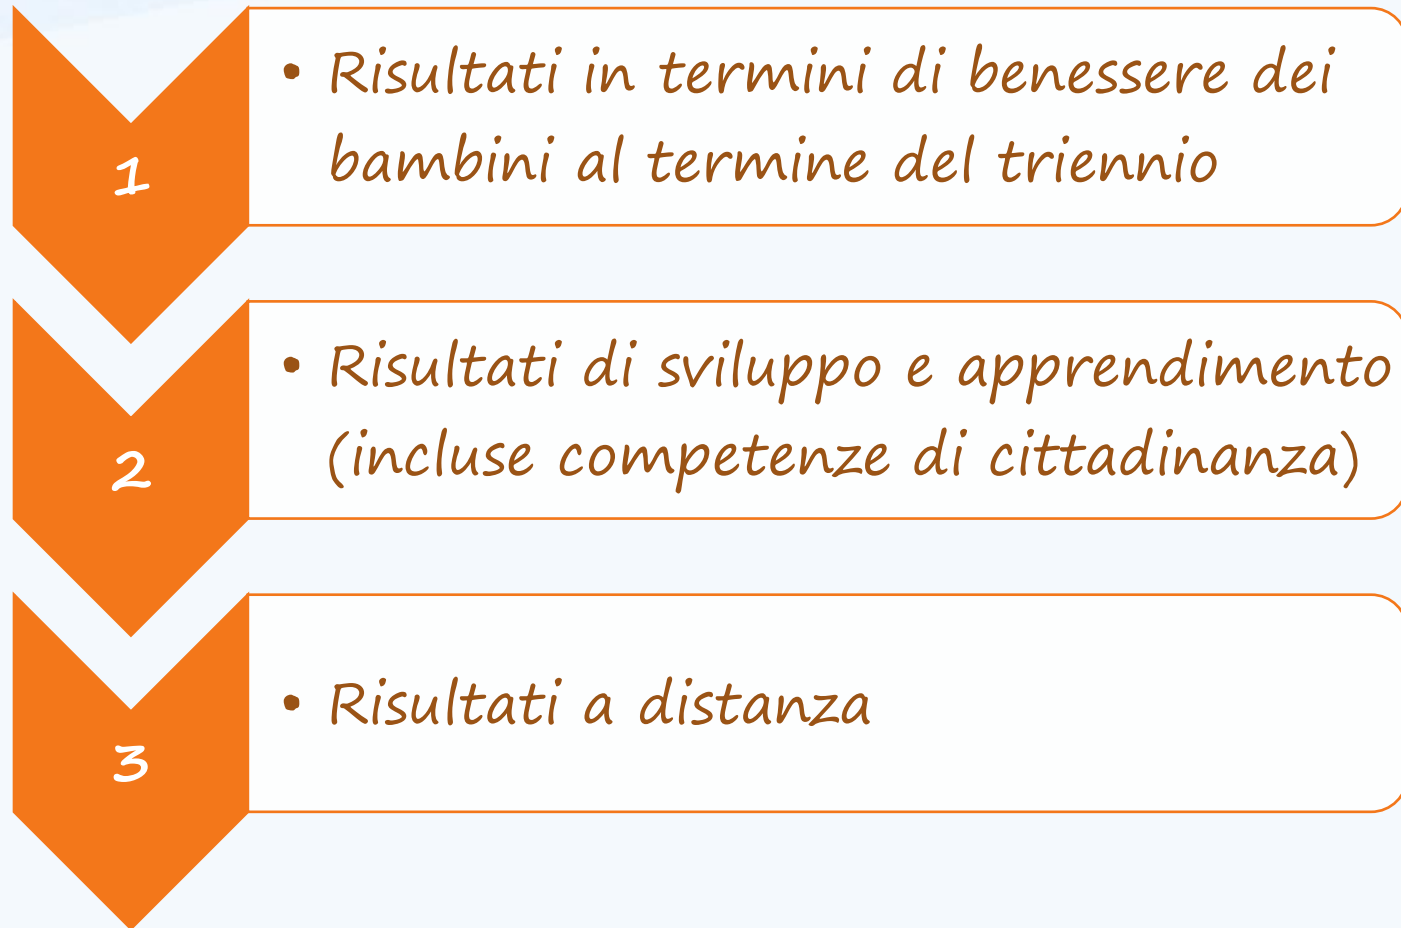 1
• Risultati in termini di benessere dei
bambini al termine del triennio
2
• Risultati di sviluppo e apprendimento
(incluse competenze di cittadinanza)
3
• Risultati a distanza